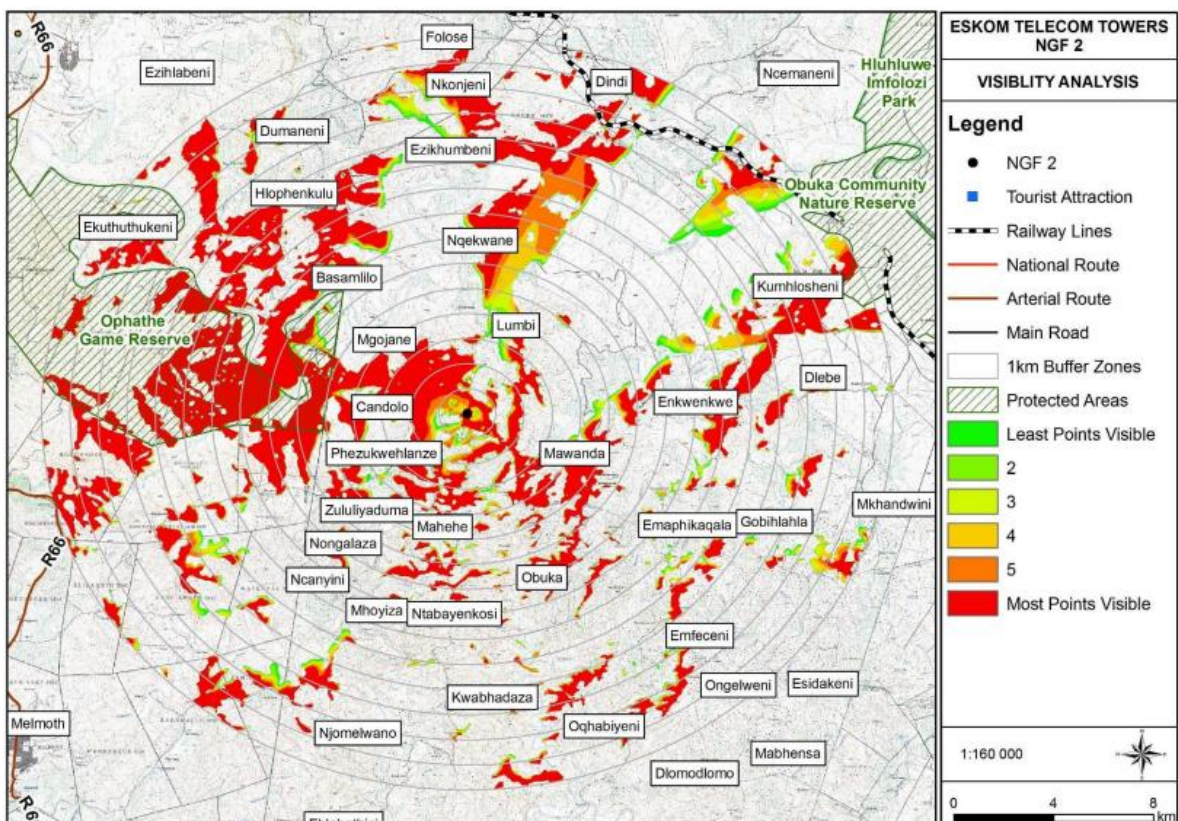 R66
Folose
Ezihlabeni
Nkonjeni
Dindi
Ncemaneni
Hluhluwe
Imfolozi
Park
Dumaneni
Ezikhumbeni
Hlophenkulu
Obuka Community
Nature Reserve
Ekuthuthukeni
Nqekwane
Basamlilo
Kumhlosheni
Ophathe
Game Reserve
Lumbi
Mgojane
Dlebe
Candolo
Enkwenkwe
Phezukwehlanze
Mawanda
Zululiyaduma
Mahehe
Emaphikaqala
Gobihlahla
Mkhandwini
R66
Nongalaza
Ncanyini
Obuka
Mhoyiza
Ntabayenkosi
Emfeceni
Kwabhadaza
Ongelweni
Esidakeni
Melmoth
Njomelwano
Oqhabiyeni
Mabhensa
Dlomodlomo
ESKOM TELECOM TOWERS
NGF 2
VISIBLITY ANALYSIS
Legend
NGF 2
Tourist Attraction
Railway Lines
National Route
Arterial Route
Main Road
1km Buffer Zones
Protected Areas
Least Points Visible
2
3
4
5
Most Points Visible
1:160 000
0 4 8
km